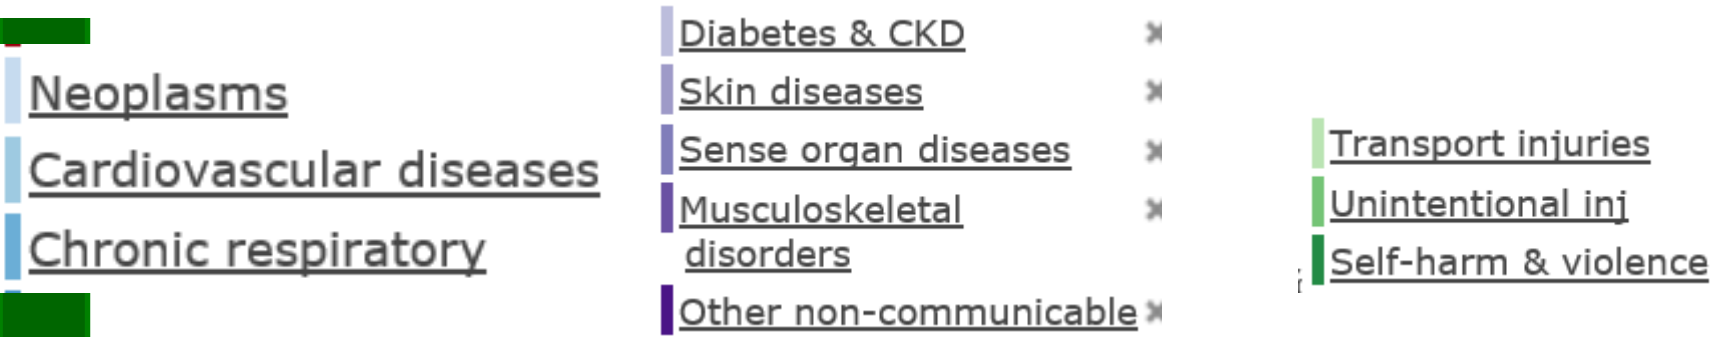 Neoplasms
Cardiovascular diseases
Chronic respiratory
Diabetes & CKD
Skin diseases
Sense organ diseases
Musculoskeletal
disorders
Other non-communicable
Transport injuries
Unintentional inj
Self-harm & violence